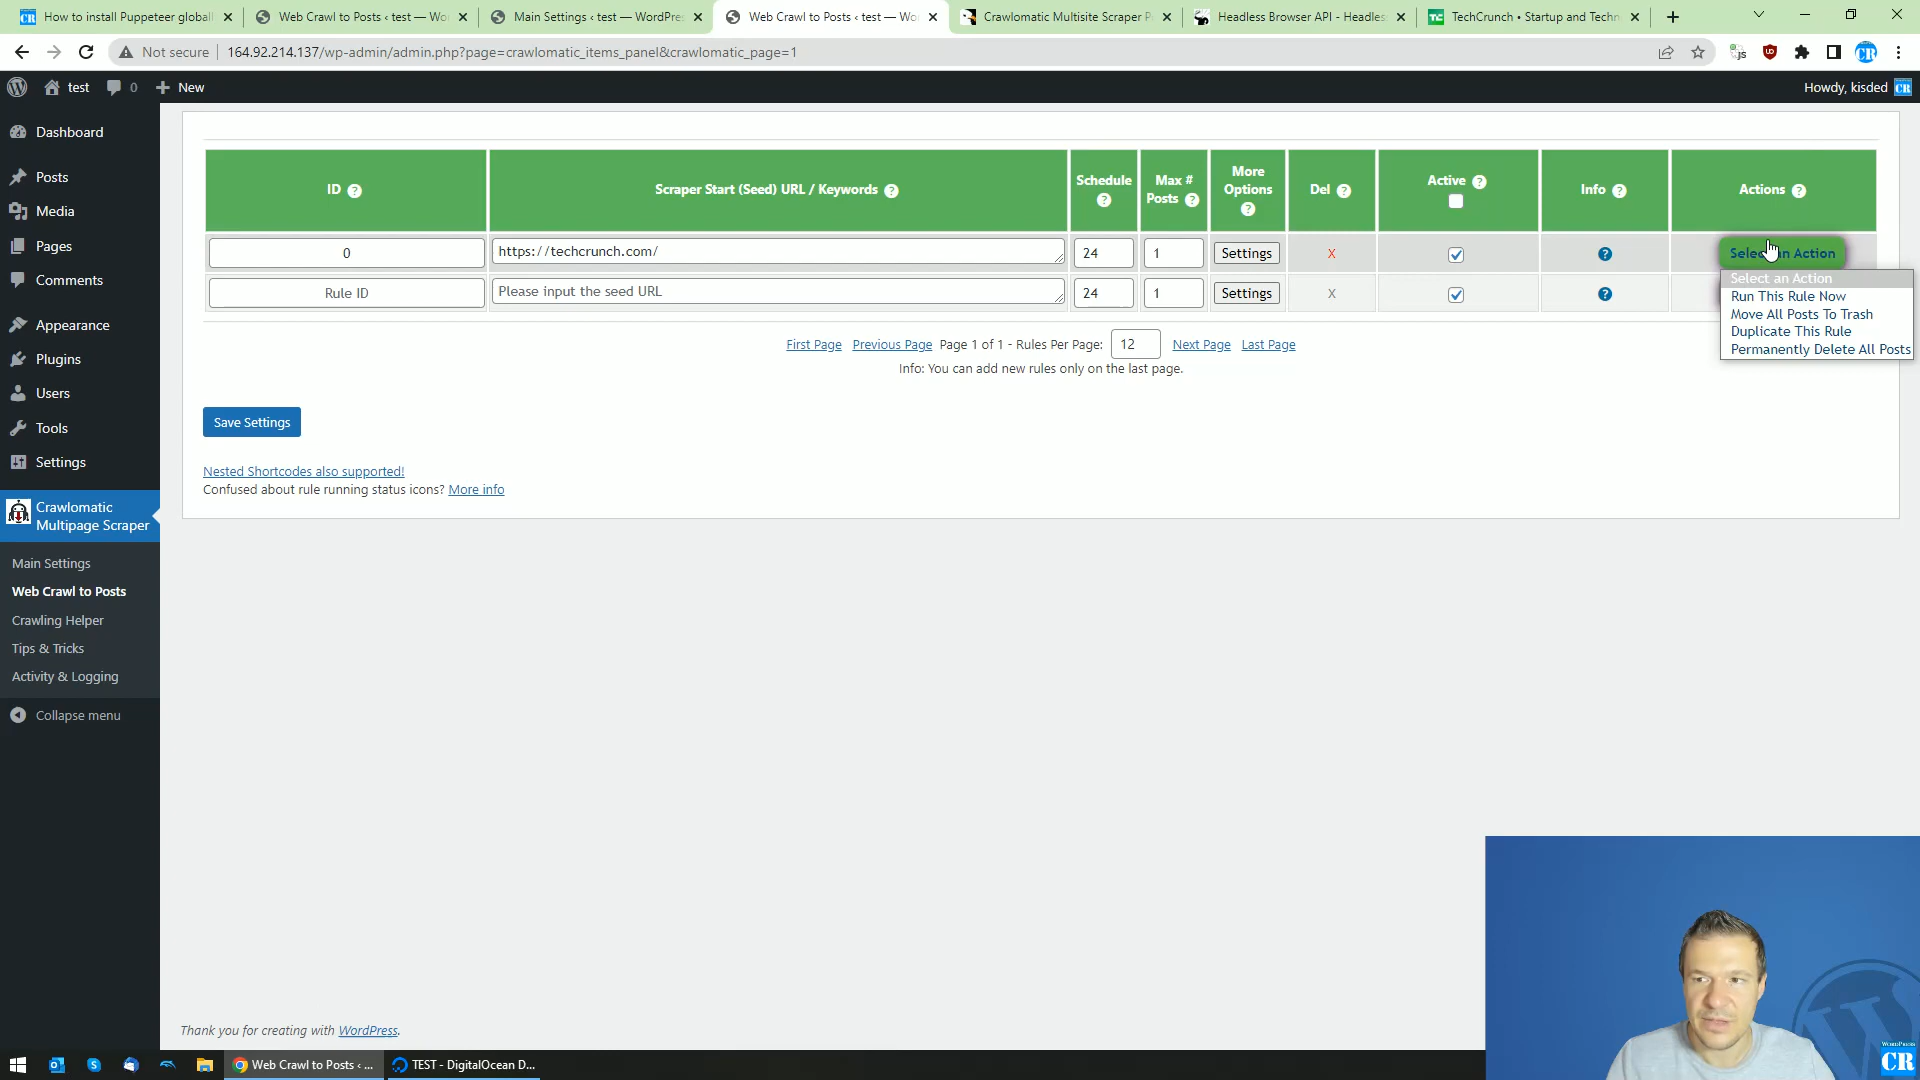 How to install Puppeteer globall
Web Crawl to Posts ‹ test — Wo
Main Settings ‹ test — WordPre
Web Crawl to Posts ‹ test — Wo
Crawlomatic Multisite Scraper P
Headless Browser API - Headles
TechCrunch • Startup and Techn
Not secure
164.92.214.137/wp-admin/admin.php?page=crawlomatic_items_panel&crawlomatic_page=1
test
0
New
Howdy, kisded
Dashboard
Posts
Media
Pages
Comments
Appearance
Plugins
Users
Tools
Settings
Crawlomatic
Multipage Scraper
Main Settings
Web Crawl to Posts
Crawling Helper
Tips & Tricks
Activity & Logging
Collapse menu
ID
Scraper Start (Seed) URL / Keywords
Schedule
Max #
Posts
More
Options
Del
Active
Info
Actions
0
https://techcrunch.com/
24
1
Settings
X
Select an Action
Rule ID
Please input the seed URL
24
1
Settings
X
Select an Action
Run This Rule Now
Move All Posts To Trash
Duplicate This Rule
Permanently Delete All Posts
First Page
Previous Page
Page 1 of 1 - Rules Per Page:
12
Next Page
Last Page
Info: You can add new rules only on the last page.
Save Settings
Nested Shortcodes also supported!
Confused about rule running status icons? More info
Thank you for creating with WordPress.
Web Crawl to Posts ‹ ...
TEST - DigitalOcean D...
WORDPRESS
CR